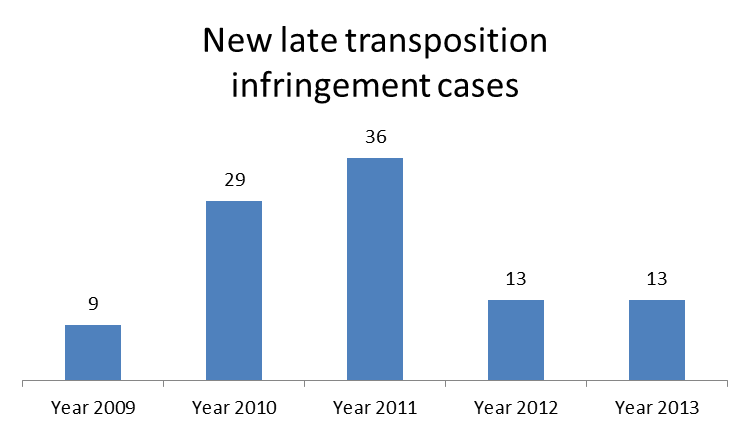 New late transposition
infringement cases
36
29
13
13
9
Year 2009
Year 2010
Year 2011
Year 2012
Year 2013